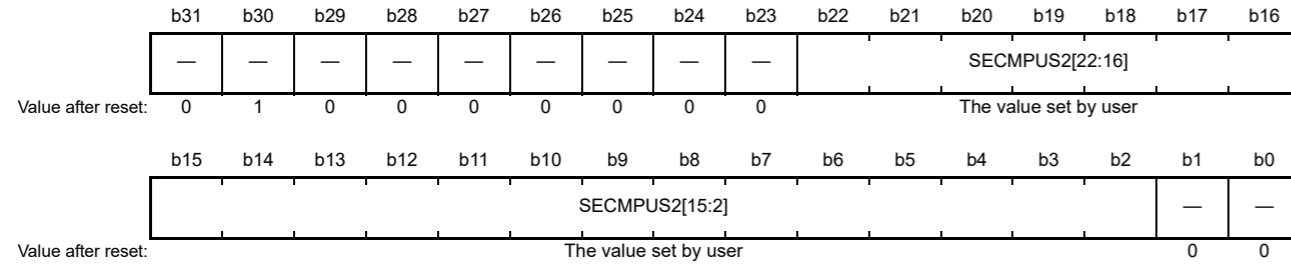 b31 b30 b29 b28 b27 b26 b25 b24 b23 b22 b21 b20 b19 b18 b17 b16
— — — — — — — — — SECMPUS2[22:16]
Value after reset: 0 1 0 0 0 0 0 0 0 The value set by user
b15 b14 b13 b12 b11 b10 b9 b8 b7 b6 b5 b4 b3 b2 b1 b0
SECMPUS2[15:2] — —
Value after reset: The value set by user 0 0